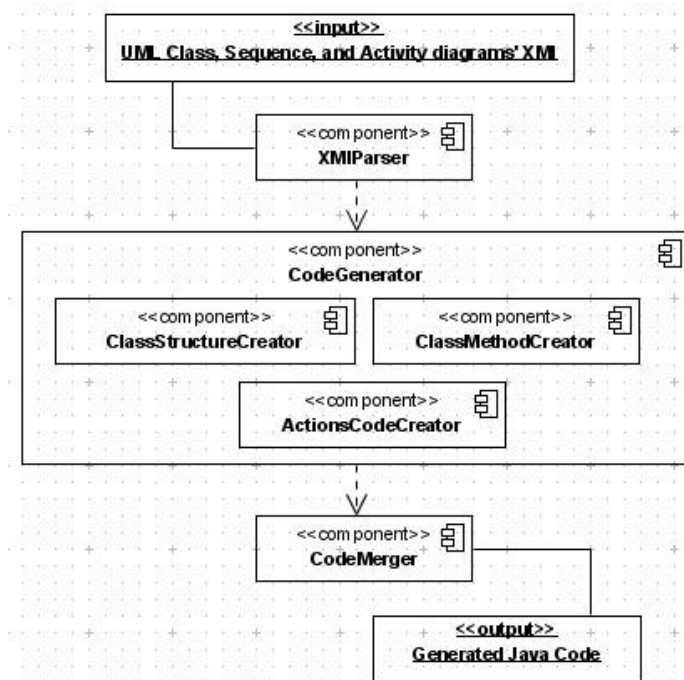 <<input>>
UML Class, Sequence, and Activity diagrams' XMI
<<component>>
XMIParser
<<component>>
CodeGenerator
<<component>>
ClassStructureCreator
<<component>>
ClassMethodCreator
<<component>>
ActionsCodeCreator
<<component>>
CodeMerger
<<output>>
Generated Java Code